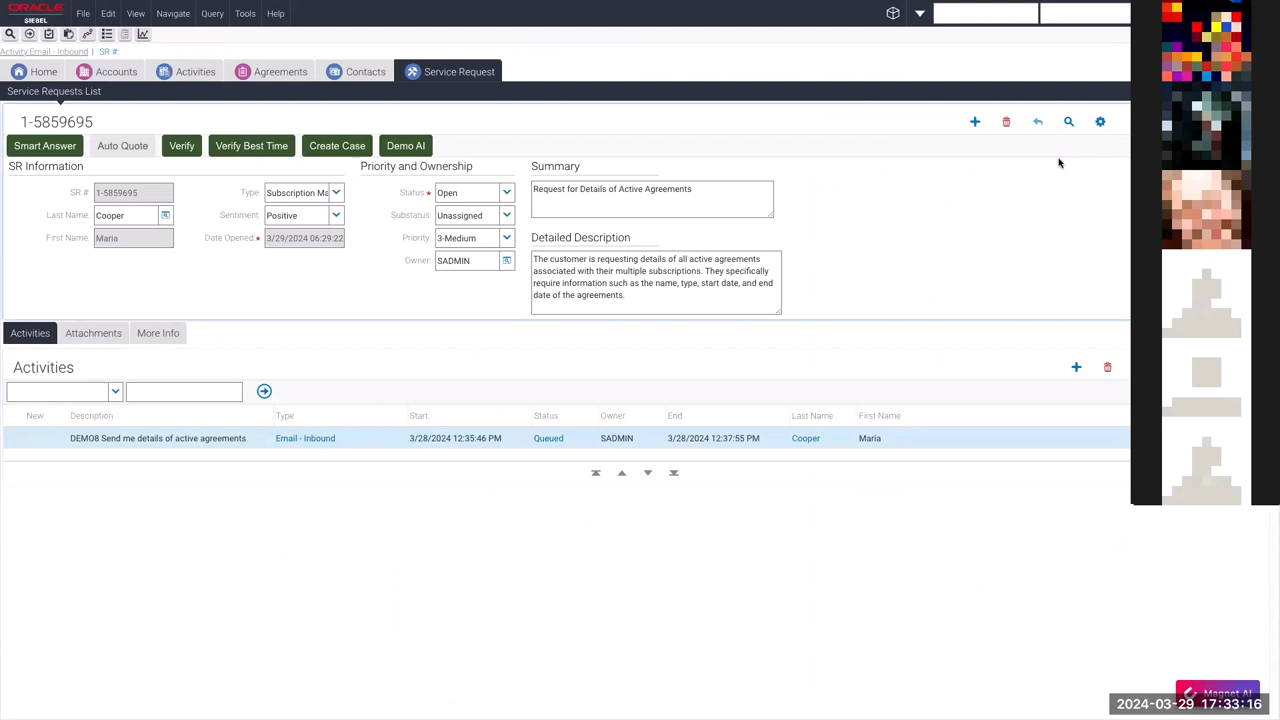 ORACLE
SIEBEL
File Edit View Navigate Query Tools Help
Activity:Email - Inbound | SR #:
Home Accounts Activities Agreements Contacts Service Request
Service Requests List
1-5859695
Smart Answer Auto Quote Verify Verify Best Time Create Case Demo AI
SR Information Priority and Ownership Summary
SR #: 1-5859695 Type: Subscription Ma Status: Open Request for Details of Active Agreements
Last Name: Cooper Sentiment: Positive Substatus: Unassigned
First Name: Maria Date Opened: 3/29/2024 06:29:22 Priority: 3-Medium Detailed Description
Owner: SADMIN
The customer is requesting details of all active agreements
associated with their multiple subscriptions. They specifically
require information such as the name, type, start date, and end
date of the agreements.
Activities Attachments More Info
Activities
New Description Type Start Status Owner End Last Name First Name
DEMO8 Send me details of active agreements Email - Inbound 3/28/2024 12:35:46 PM Queued SADMIN 3/28/2024 12:37:55 PM Cooper Maria
Magnet AI
2024-03-29 17:33:16